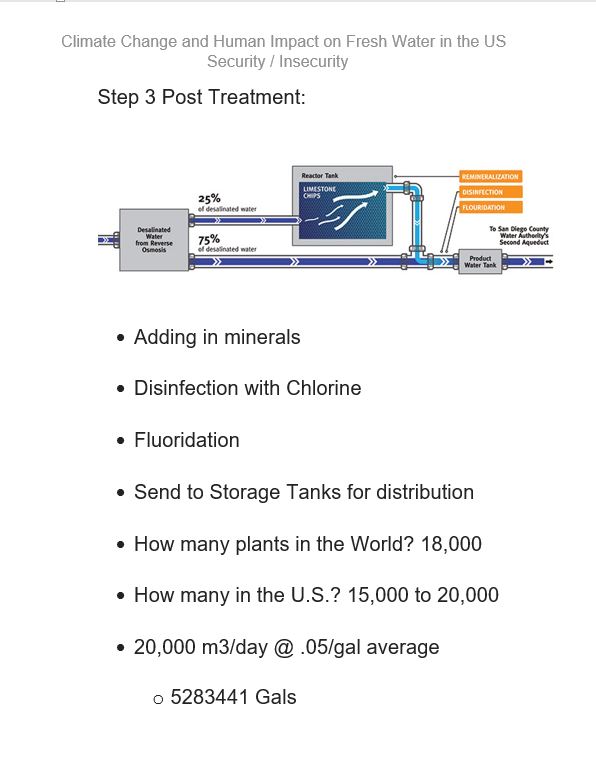 Climate Change and Human Impact on Fresh Water in the US
Security / Insecurity
Step 3 Post Treatment:
Reactor Tank
LIMESTONE
CHIPS
REMINERALIZATION
DISINFECTION
FLOURIDATION
25%
of desalinated water
Desalinated
Water
from Reverse
Osmosis
75%
of desalinated water
To San Diego County
Water Authority's
Second Aqueduct
Product
Water Tank
• Adding in minerals
• Disinfection with Chlorine
• Fluoridation
• Send to Storage Tanks for distribution
• How many plants in the World? 18,000
• How many in the U.S.? 15,000 to 20,000
• 20,000 m3/day @ .05/gal average
o 5283441 Gals